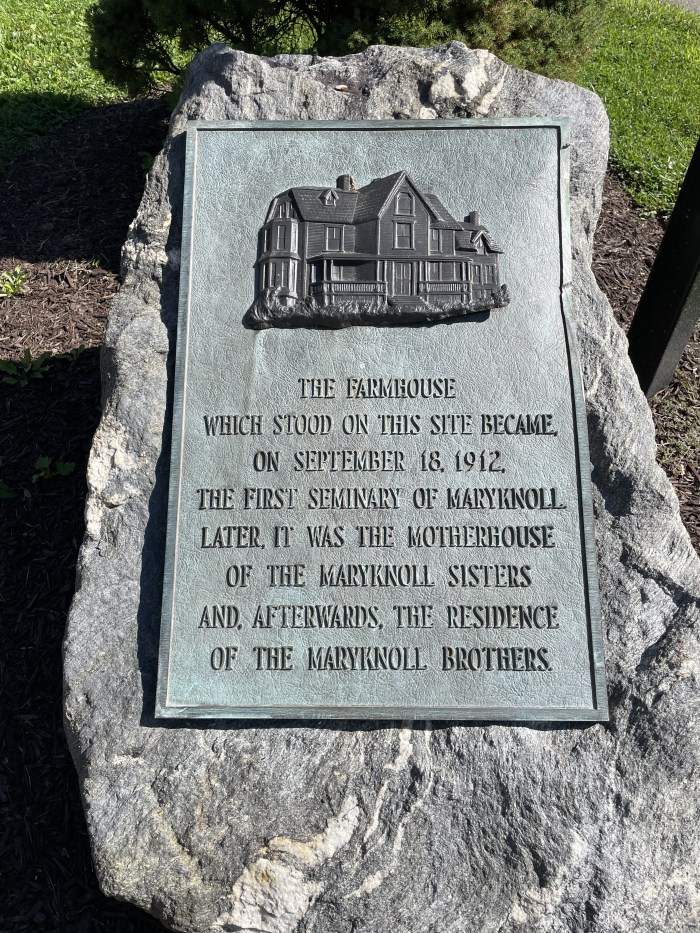 THE FARMHOUSE
WHICH STOOD ON THIS SITE BECAME,
ON SEPTEMBER 18, 1912,
THE FIRST SEMINARY OF MARYKNOLL.
LATER, IT WAS THE MOTHERHOUSE
OF THE MARYKNOLL SISTERS
AND, AFTERWARDS, THE RESIDENCE
OF THE MARYKNOLL BROTHERS.